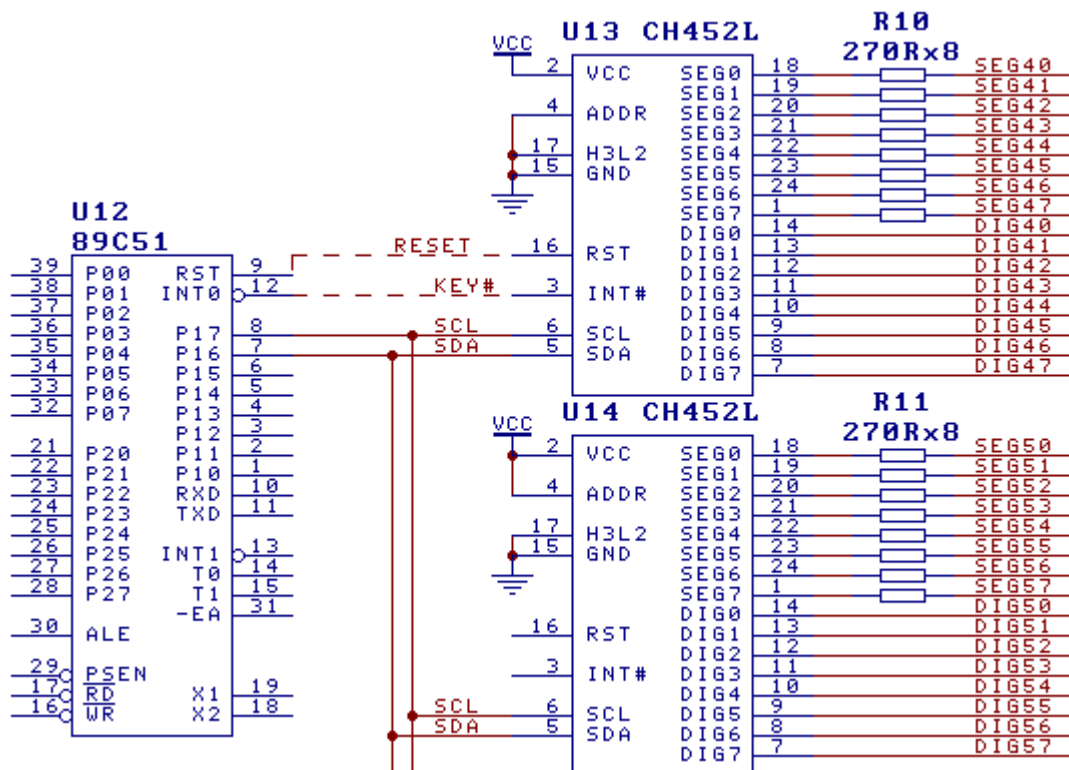 U12
89C51
39 P00 RST 9
38 P01 INT0 12
37 P02
36 P03 P17 8
35 P04 P16 7
34 P05 P15 6
33 P06 P14 5
32 P07 P13 4
P12 3
21 P20 P11 2
22 P21 P10 1
23 P22 RXD 10
24 P23 TXD 11
25 P24
26 P25 INT1 13
27 P26 T0 14
28 P27 T1 15
-EA 31
30 ALE
29 PSEN
17 RD X1 19
16 WR X2 18
RESET
KEY#
SCL
SDA
SCL
SDA
U13 CH452L
R10
270Rx8
VCC
2 VCC SEG0 18 SEG40
SEG1 19 SEG41
4 ADDR SEG2 20 SEG42
SEG3 21 SEG43
17 H3L2 SEG4 22 SEG44
15 GND SEG5 23 SEG45
SEG6 24 SEG46
SEG7 1 SEG47
DIG0 14 DIG40
16 RST DIG1 13 DIG41
DIG2 12 DIG42
3 INT# DIG3 11 DIG43
DIG4 10 DIG44
6 SCL DIG5 9 DIG45
5 SDA DIG6 8 DIG46
DIG7 7 DIG47
U14 CH452L
R11
270Rx8
VCC
2 VCC SEG0 18 SEG50
SEG1 19 SEG51
4 ADDR SEG2 20 SEG52
SEG3 21 SEG53
17 H3L2 SEG4 22 SEG54
15 GND SEG5 23 SEG55
SEG6 24 SEG56
SEG7 1 SEG57
DIG0 14 DIG50
16 RST DIG1 13 DIG51
DIG2 12 DIG52
3 INT# DIG3 11 DIG53
DIG4 10 DIG54
6 SCL DIG5 9 DIG55
5 SDA DIG6 8 DIG56
DIG7 7 DIG57